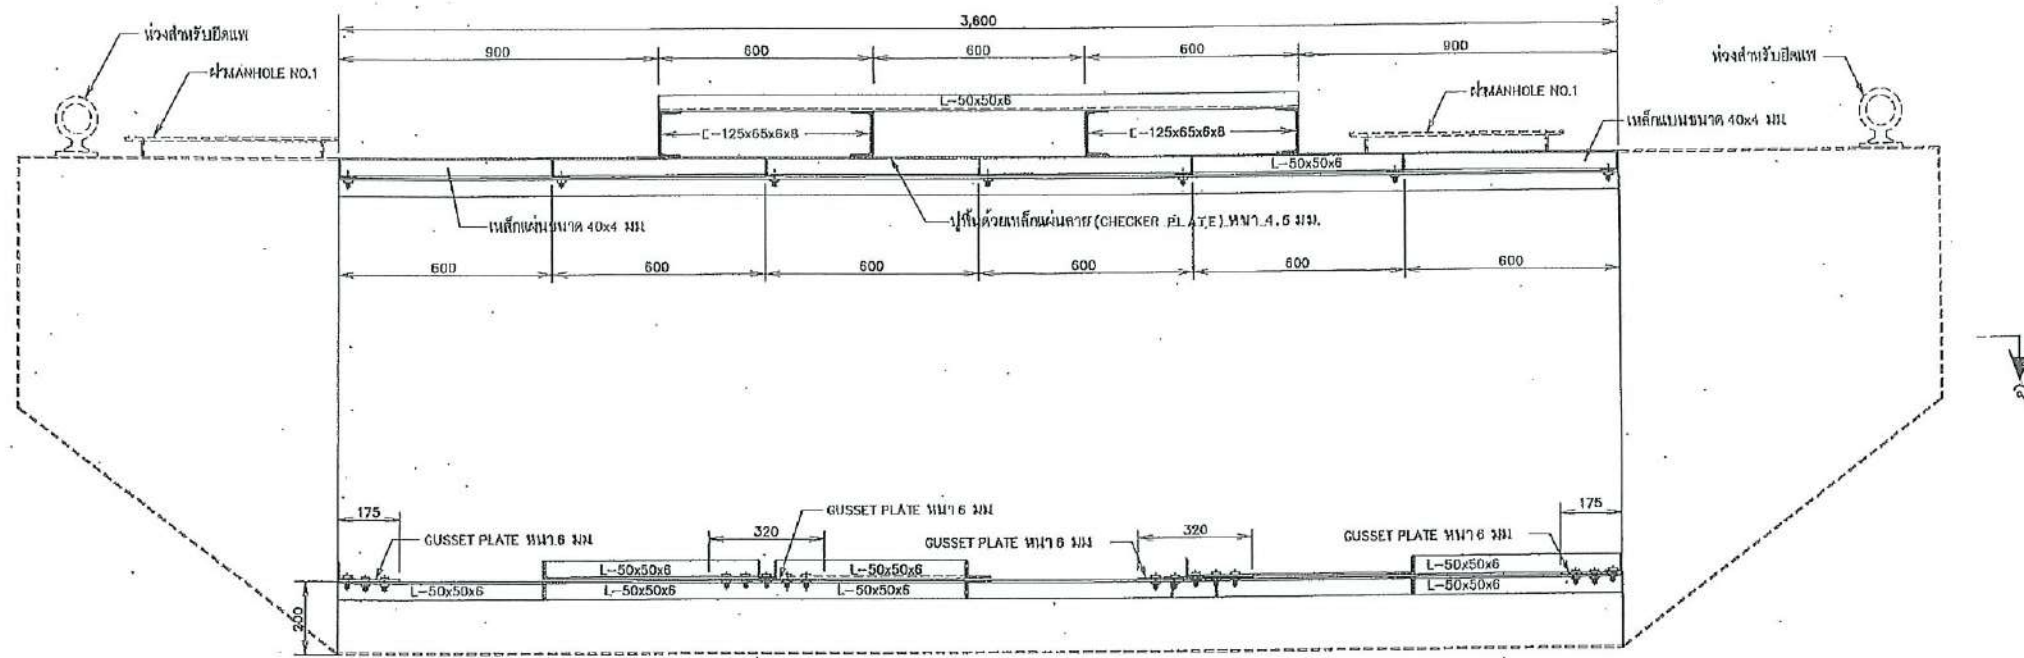 3,600
ห่วงสำหรับยึดแพ
900
600
600
600
900
ห่วงสำหรับยึดแพ
ฝาMANHOLE NO.1
ฝาMANHOLE NO.1
L-50x50x6
เหล็กแบนขนาด 40x4 มม.
C-125x65x6x8
C-125x65x6x8
L-50x50x6
เหล็กแผ่นขนาด 40x4 มม.
ปูพื้นด้วยเหล็กแผ่นลาย (CHECKER PLATE) หนา 4.5 มม.
600
600
600
600
600
600
175
GUSSET PLATE หนา 6 มม
320
GUSSET PLATE หนา 6 มม
GUSSET PLATE หนา 6 มม
320
GUSSET PLATE หนา 6 มม
175
L-50x50x6
L-50x50x6
L-50x50x6
L-50x50x6
L-50x50x6
L-50x50x6
L-50x50x6
200